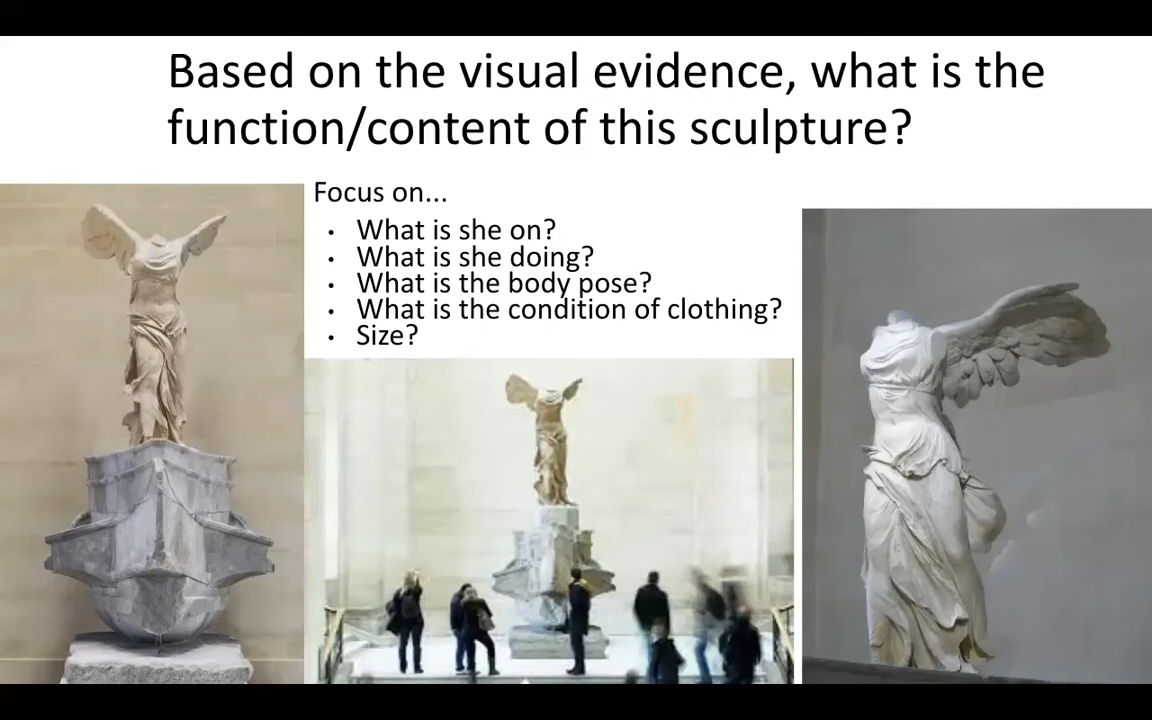 Based on the visual evidence, what is the
function/content of this sculpture?
Focus on...
• What is she on?
• What is she doing?
• What is the body pose?
• What is the condition of clothing?
• Size?